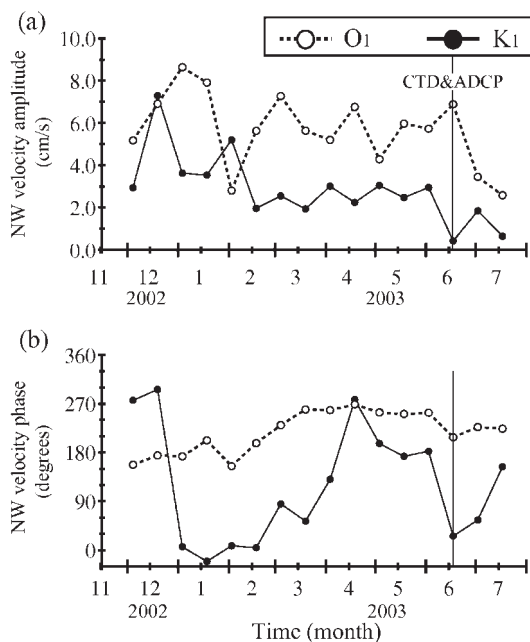 (a)
O1 K1
CTD&ADCP
NW velocity amplitude
(cm/s)
10.0
8.0
6.0
4.0
2.0
0.0
11 12 1 2 3 4 5 6 7
2002 2003
(b)
NW velocity phase
(degrees)
360
270
180
90
0
11 12 1 2 3 4 5 6 7
2002 2003
Time (month)